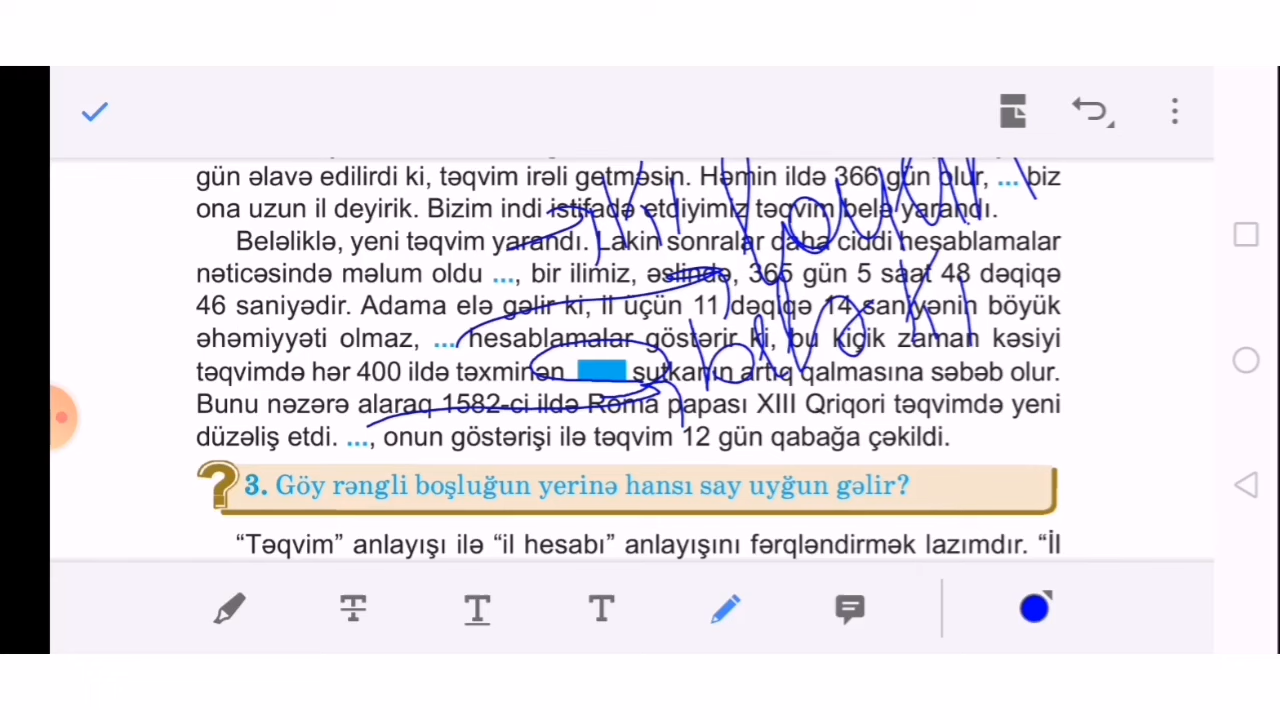 gün əlavə edilirdi ki, təqvim irəli getməsin. Həmin ildə 366 gün olur, ... biz
ona uzun il deyirik. Bizim indi istifadə etdiyimiz təqvim belə yarandı.
Beləliklə, yeni təqvim yarandı. Lakin sonralar daha ciddi hesablamalar
nəticəsində məlum oldu ..., bir ilimiz, əslində, 365 gün 5 saat 48 dəqiqə
46 saniyədir. Adama elə gəlir ki, il üçün 11 dəqiqə 14 saniyənin böyük
əhəmiyyəti olmaz, ... hesablamalar göstərir ki, bu kiçik zaman kəsiyi
təqvimdə hər 400 ildə təxminən sutkanın artıq qalmasına səbəb olur.
Bunu nəzərə alaraq 1582-ci ildə Roma papası XIII Qriqori təqvimdə yeni
düzəliş etdi. ..., onun göstərişi ilə təqvim 12 gün qabağa çəkildi.
? 3. Göy rəngli boşluğun yerinə hansı say uyğun gəlir?
“Təqvim” anlayışı ilə “il hesabı” anlayışını fərqləndirmək lazımdır. “İl
T T T